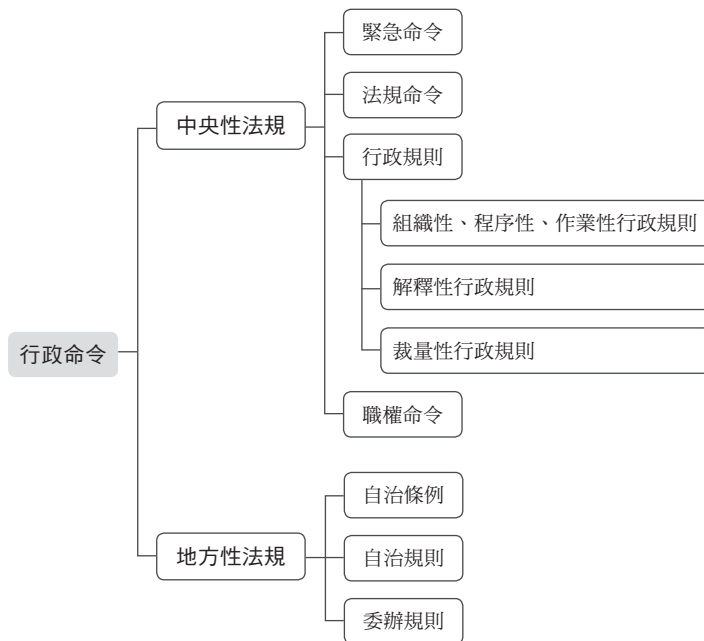 緊急命令
法規命令
中央性法規
行政規則
組織性、程序性、作業性行政規則
解釋性行政規則
裁量性行政規則
行政命令
職權命令
自治條例
地方性法規
自治規則
委辦規則